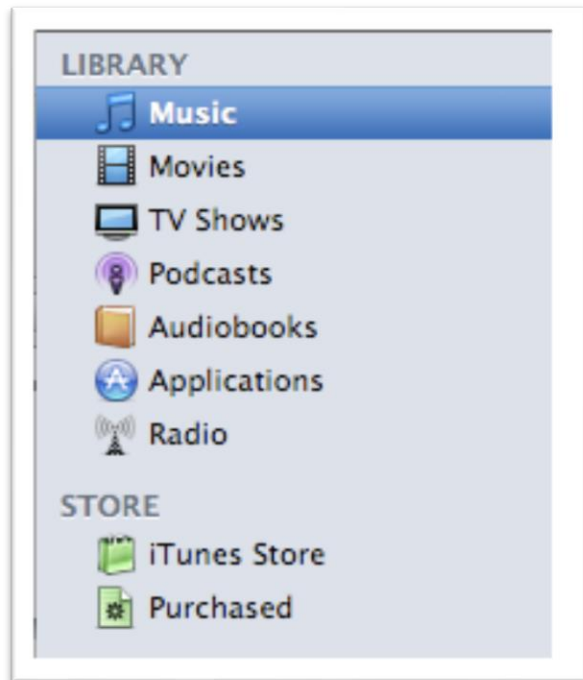 LIBRARY
Music
Movies
TV Shows
Podcasts
Audiobooks
Applications
Radio
STORE
iTunes Store
Purchased